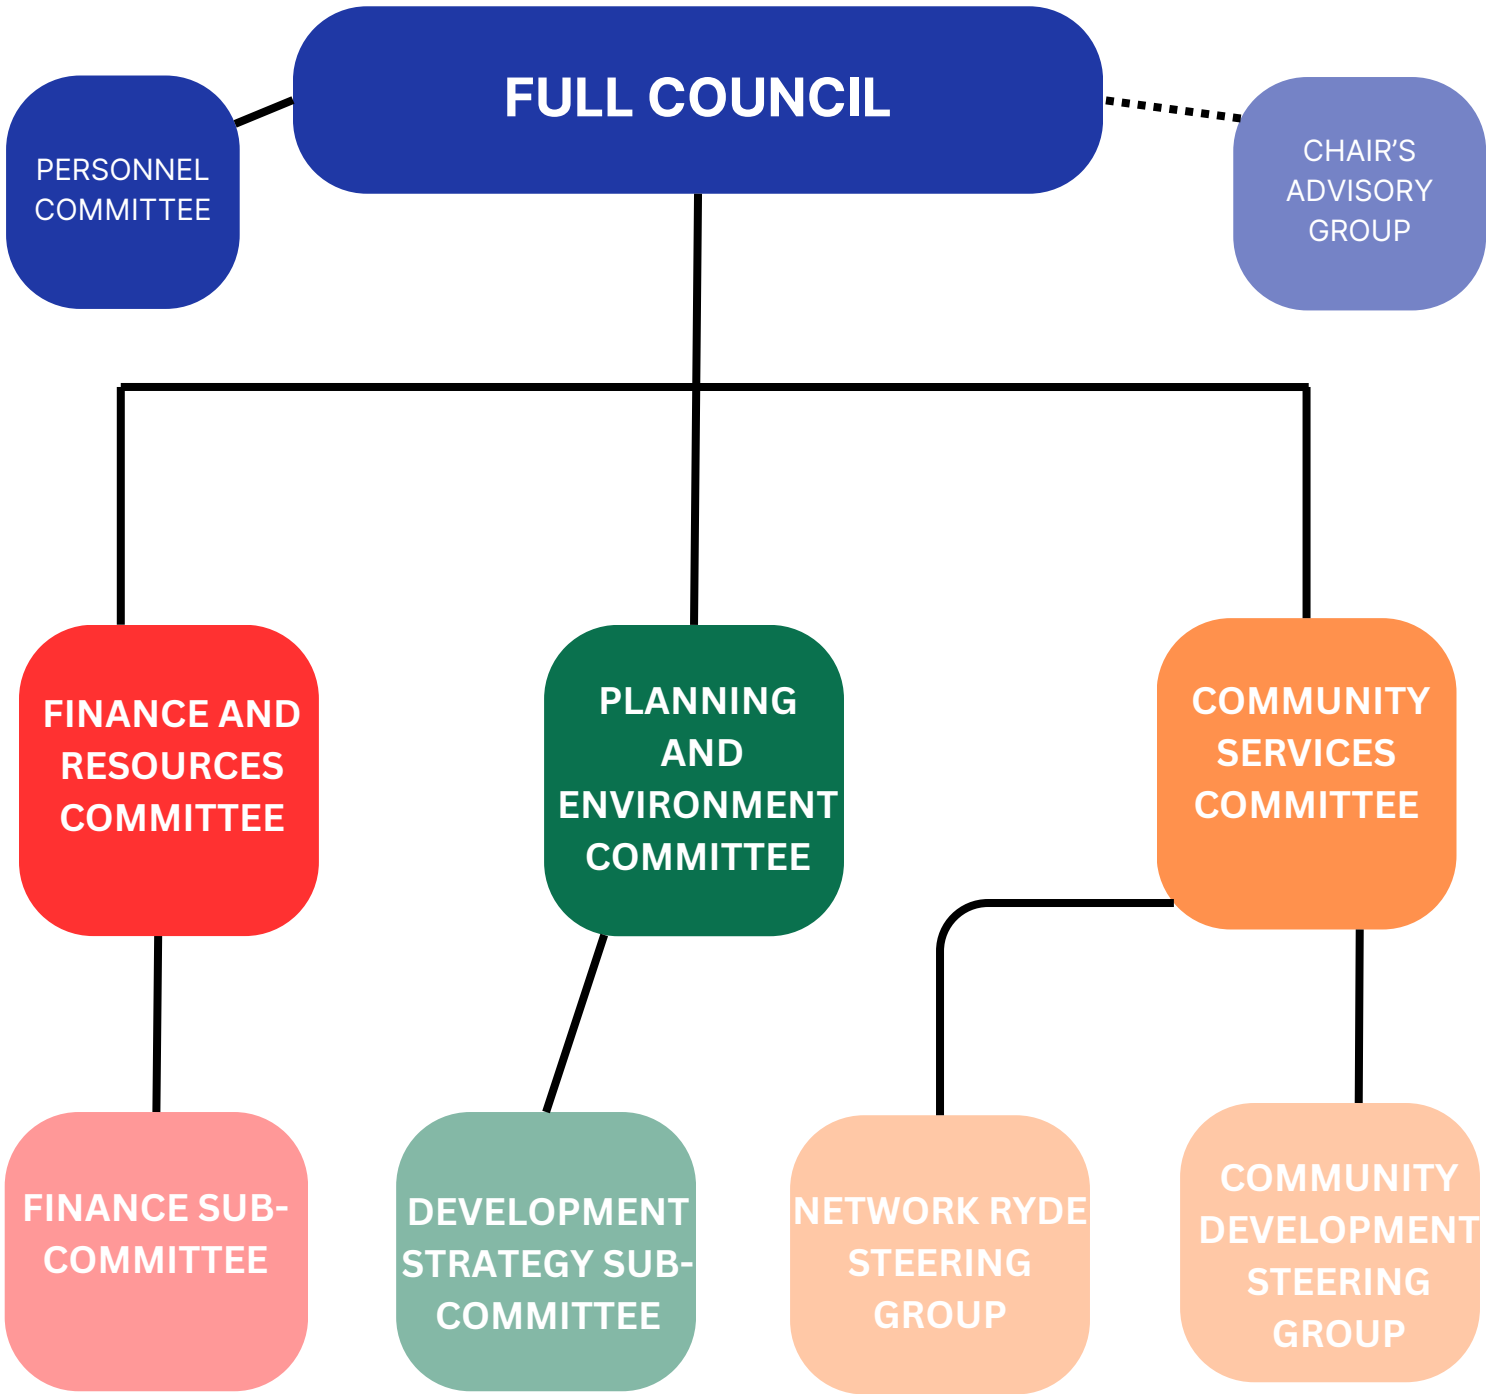 FULL COUNCIL
PERSONNEL
COMMITTEE
CHAIR’S
ADVISORY
GROUP
FINANCE AND
RESOURCES
COMMITTEE
PLANNING
AND
ENVIRONMENT
COMMITTEE
COMMUNITY
SERVICES
COMMITTEE
FINANCE SUB-
COMMITTEE
DEVELOPMENT
STRATEGY SUB-
COMMITTEE
NETWORK RYDE
STEERING
GROUP
COMMUNITY
DEVELOPMENT
STEERING
GROUP